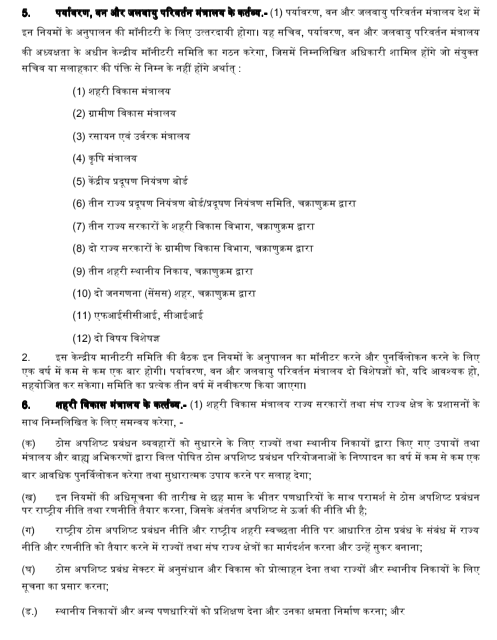 5. पर्यावरण, वन और जलवायु परिवर्तन मंत्रालय के कर्तव्य.- (1) पर्यावरण, वन और जलवायु परिवर्तन मंत्रालय देश में
इन नियमों के अनुपालन की मॉनीटरी के लिए उत्तरदायी होगा। यह सचिव, पर्यावरण, वन और जलवायु परिवर्तन मंत्रालय
की अध्यक्षता के अधीन केन्द्रीय मॉनीटरी समिति का गठन करेगा, जिसमें निम्नलिखित अधिकारी शामिल होंगे जो संयुक्त
सचिव या सलाहकार की पंक्ति से निम्न के नहीं होंगे अर्थात् :
(1) शहरी विकास मंत्रालय
(2) ग्रामीण विकास मंत्रालय
(3) रसायन एवं उर्वरक मंत्रालय
(4) कृषि मंत्रालय
(5) केंद्रीय प्रदूषण नियंत्रण बोर्ड
(6) तीन राज्य प्रदूषण नियंत्रण बोर्ड/प्रदूषण नियंत्रण समिति, चक्राणुक्रम द्वारा
(7) तीन राज्य सरकारों के शहरी विकास विभाग, चक्राणुक्रम द्वारा
(8) दो राज्य सरकारों के ग्रामीण विकास विभाग, चक्राणुक्रम द्वारा
(9) तीन शहरी स्थानीय निकाय, चक्राणुक्रम द्वारा
(10) दो जनगणना (सेंसस) शहर, चक्राणुक्रम द्वारा
(11) एफआईसीसीआई, सीआईआई
(12) दो विषय विशेषज्ञ
2. इस केन्द्रीय मानीटरी समिति की बैठक इन नियमों के अनुपालन का मॉनीटर करने और पुनर्विलोकन करने के लिए
एक वर्ष में कम से कम एक बार होगी। पर्यावरण, वन और जलवायु परिवर्तन मंत्रालय दो विशेषज्ञों को, यदि आवश्यक हो,
सहयोजित कर सकेगा। समिति का प्रत्येक तीन वर्ष में नवीकरण किया जाएगा।
6. शहरी विकास मंत्रालय के कर्त्तव्य.- (1) शहरी विकास मंत्रालय राज्य सरकारों तथा संघ राज्य क्षेत्र के प्रशासनों के
साथ निम्नलिखित के लिए समन्वय करेगा, -
(क) ठोस अपशिष्ट प्रबंधन व्यवहारों को सुधारने के लिए राज्यों तथा स्थानीय निकायों द्वारा किए गए उपायों तथा
मंत्रालय और बाह्य अभिकरणों द्वारा वित्त पोषित ठोस अपशिष्ट प्रबंधन परियोजनाओं के निष्पादन का वर्ष में कम से कम एक
बार आवधिक पुनर्विलोकन करेगा तथा सुधारात्मक उपाय करने पर सलाह देगा;
(ख) इन नियमों की अधिसूचना की तारीख से छह मास के भीतर पणधारियों के साथ परामर्श से ठोस अपशिष्ट प्रबंधन
पर राष्ट्रीय नीति तथा रणनीति तैयार करना, जिसके अंतर्गत अपशिष्ट से ऊर्जा की नीति भी है;
(ग) राष्ट्रीय ठोस अपशिष्ट प्रबंधन नीति और राष्ट्रीय शहरी स्वच्छता नीति पर आधारित ठोस प्रबंध के संबंध में राज्य
नीति और रणनीति को तैयार करने में राज्यों तथा संघ राज्य क्षेत्रों का मार्गदर्शन करना और उन्हें सुकर बनाना;
(घ) ठोस अपशिष्ट प्रबंध सेक्टर में अनुसंधान और विकास को प्रोत्साहन देना तथा राज्यों और स्थानीय निकायों के लिए
सूचना का प्रसार करना;
(ड.) स्थानीय निकायों और अन्य पणधारियों को प्रशिक्षण देना और उनका क्षमता निर्माण करना; और